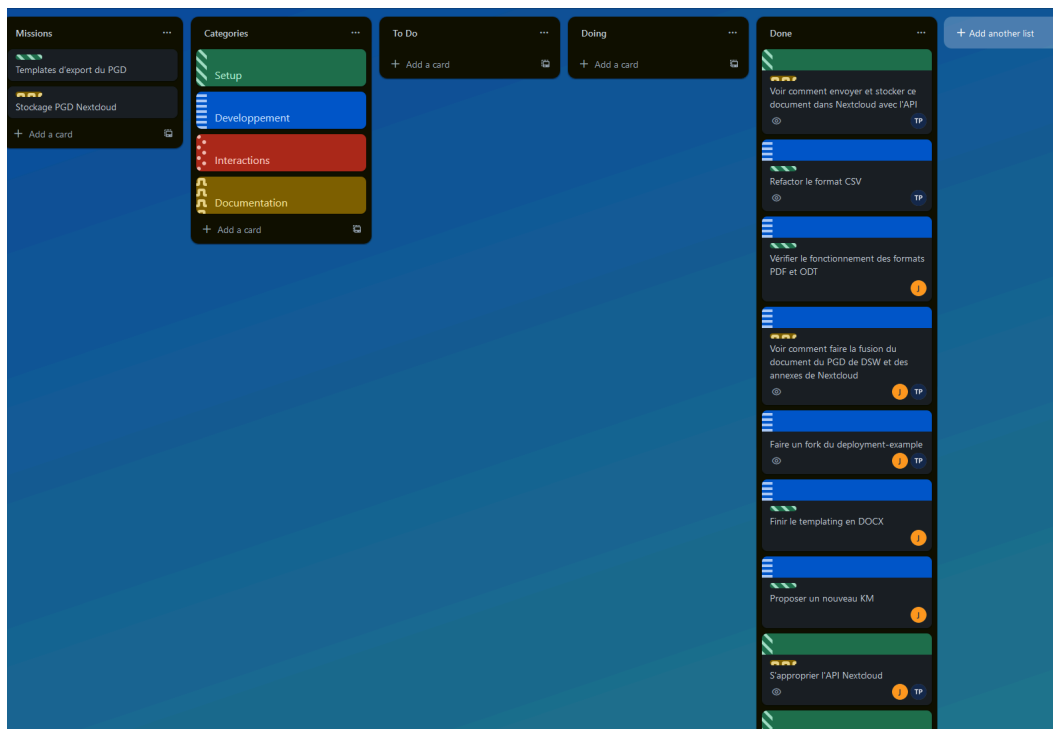 Missions
Templates d'export du PGD
Stockage PGD Nextcloud
+ Add a card
Categories
Setup
Developpement
Interactions
Documentation
+ Add a card
To Do
+ Add a card
Doing
+ Add a card
Done
Voir comment envoyer et stocker ce
document dans Nextcloud avec l'API
TP
Refactor le format CSV
TP
Vérifier le fonctionnement des formats
PDF et ODT
J
Voir comment faire la fusion du
document du PGD de DSW et des
annexes de Nextcloud
J TP
Faire un fork du deployment-example
J TP
Finir le templating en DOCX
J
Proposer un nouveau KM
J
S'approprier l'API Nextcloud
J TP
+ Add another list